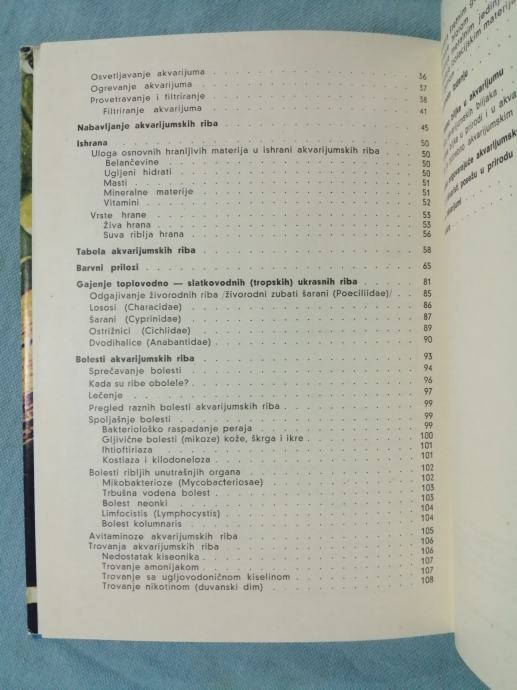 Osvetljavanje akvarijuma . . . . . . . . . . . . . . . . 36
Ogrevanje akvarijuma . . . . . . . . . . . . . . . . 37
Provetravanje i filtriranje . . . . . . . . . . . . . . . . 38
Filtriranje akvarijuma . . . . . . . . . . . . . . . . 41
Nabavljanje akvarijumskih riba . . . . . . . . . . . . . . . . 45
Ishrana . . . . . . . . . . . . . . . . 50
Uloga osnovnih hranljivih materija u ishrani akvarijumskih riba . . . . 50
Belančevine . . . . . . . . . . . . . . . . 50
Ugljeni hidrati . . . . . . . . . . . . . . . . 50
Masti . . . . . . . . . . . . . . . . 51
Mineralne materije . . . . . . . . . . . . . . . . 51
Vitamini . . . . . . . . . . . . . . . . 52
Vrste hrane . . . . . . . . . . . . . . . . 53
Živa hrana . . . . . . . . . . . . . . . . 53
Suva riblja hrana . . . . . . . . . . . . . . . . 56
Tabela akvarijumskih riba . . . . . . . . . . . . . . . . 58
Barvni prilozi . . . . . . . . . . . . . . . . 65
Gajenje toplovodno — slatkovodnih (tropskih) ukrasnih riba . . . . . 81
Odgajivanje živorodnih riba /živorodni zubati šarani (Poeciliidae)/ . . . 85
Lososi (Characidae) . . . . . . . . . . . . . . . . 86
Šarani (Cyprinidae) . . . . . . . . . . . . . . . . 87
Ostrižnici (Cichlidae) . . . . . . . . . . . . . . . . 89
Dvodihalice (Anabantidae) . . . . . . . . . . . . . . . . 90
Bolesti akvarijumskih riba . . . . . . . . . . . . . . . . 93
Sprečavanje bolesti . . . . . . . . . . . . . . . . 94
Kada su ribe obolele? . . . . . . . . . . . . . . . . 96
Lečenje . . . . . . . . . . . . . . . . 97
Pregled raznih bolesti akvarijumskih riba . . . . . . . . . . . 99
Spoljašnje bolesti . . . . . . . . . . . . . . . . 99
Bakteriološko raspadanje peraja . . . . . . . . . . . . 99
Gljivične bolesti (mikoze) kože, škrga i ikre . . . . . . . . . 100
Ihtioftiriaza . . . . . . . . . . . . . . . . 101
Kostiaza i kilodoneloza . . . . . . . . . . . . . . . . 101
Bolesti ribljih unutrašnjih organa . . . . . . . . . . . . . 102
Mikobakterioze (Mycobacteriosae) . . . . . . . . . . . . 102
Trbušna vodena bolest . . . . . . . . . . . . . . . . 103
Bolest neonki . . . . . . . . . . . . . . . . 103
Limfocistis (Lymphocystis) . . . . . . . . . . . . . . . . 104
Bolest kolumnaris . . . . . . . . . . . . . . . . 104
Avitaminoze akvarijumskih riba . . . . . . . . . . . . . . 105
Trovanja akvarijumskih riba . . . . . . . . . . . . . . . . 106
Nedostatak kiseonika . . . . . . . . . . . . . . . . 106
Trovanje amonijakom . . . . . . . . . . . . . . . . 107
Trovanje sa ugljovodoničnom kiselinom . . . . . . . . . . 107
Trovanje nikotinom (duvanski dim) . . . . . . . . . . . . 108
metalnim jedinj
biljke u akvarijumu
akvarijumskih
posetu u prirodu